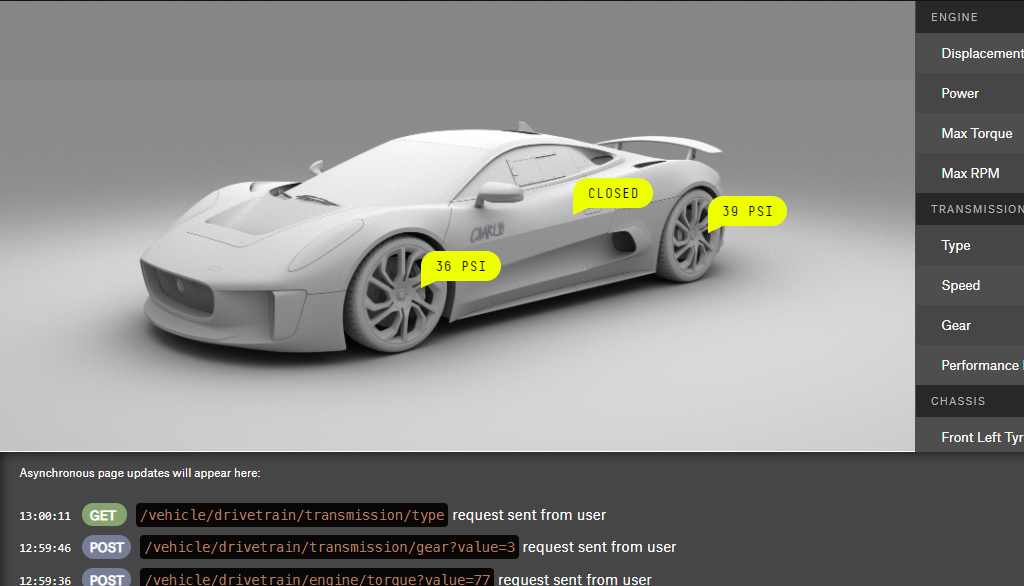 ENGINE
Displacement
Power
Max Torque
Max RPM
TRANSMISSION
Type
Speed
Gear
Performance
CHASSIS
Front Left Tyr
CLOSED
39 PSI
36 PSI
Asynchronous page updates will appear here:
13:00:11 GET /vehicle/drivetrain/transmission/type request sent from user
12:59:46 POST /vehicle/drivetrain/transmission/gear?value=3 request sent from user
12:59:36 POST /vehicle/drivetrain/engine/torque?value=77 request sent from user